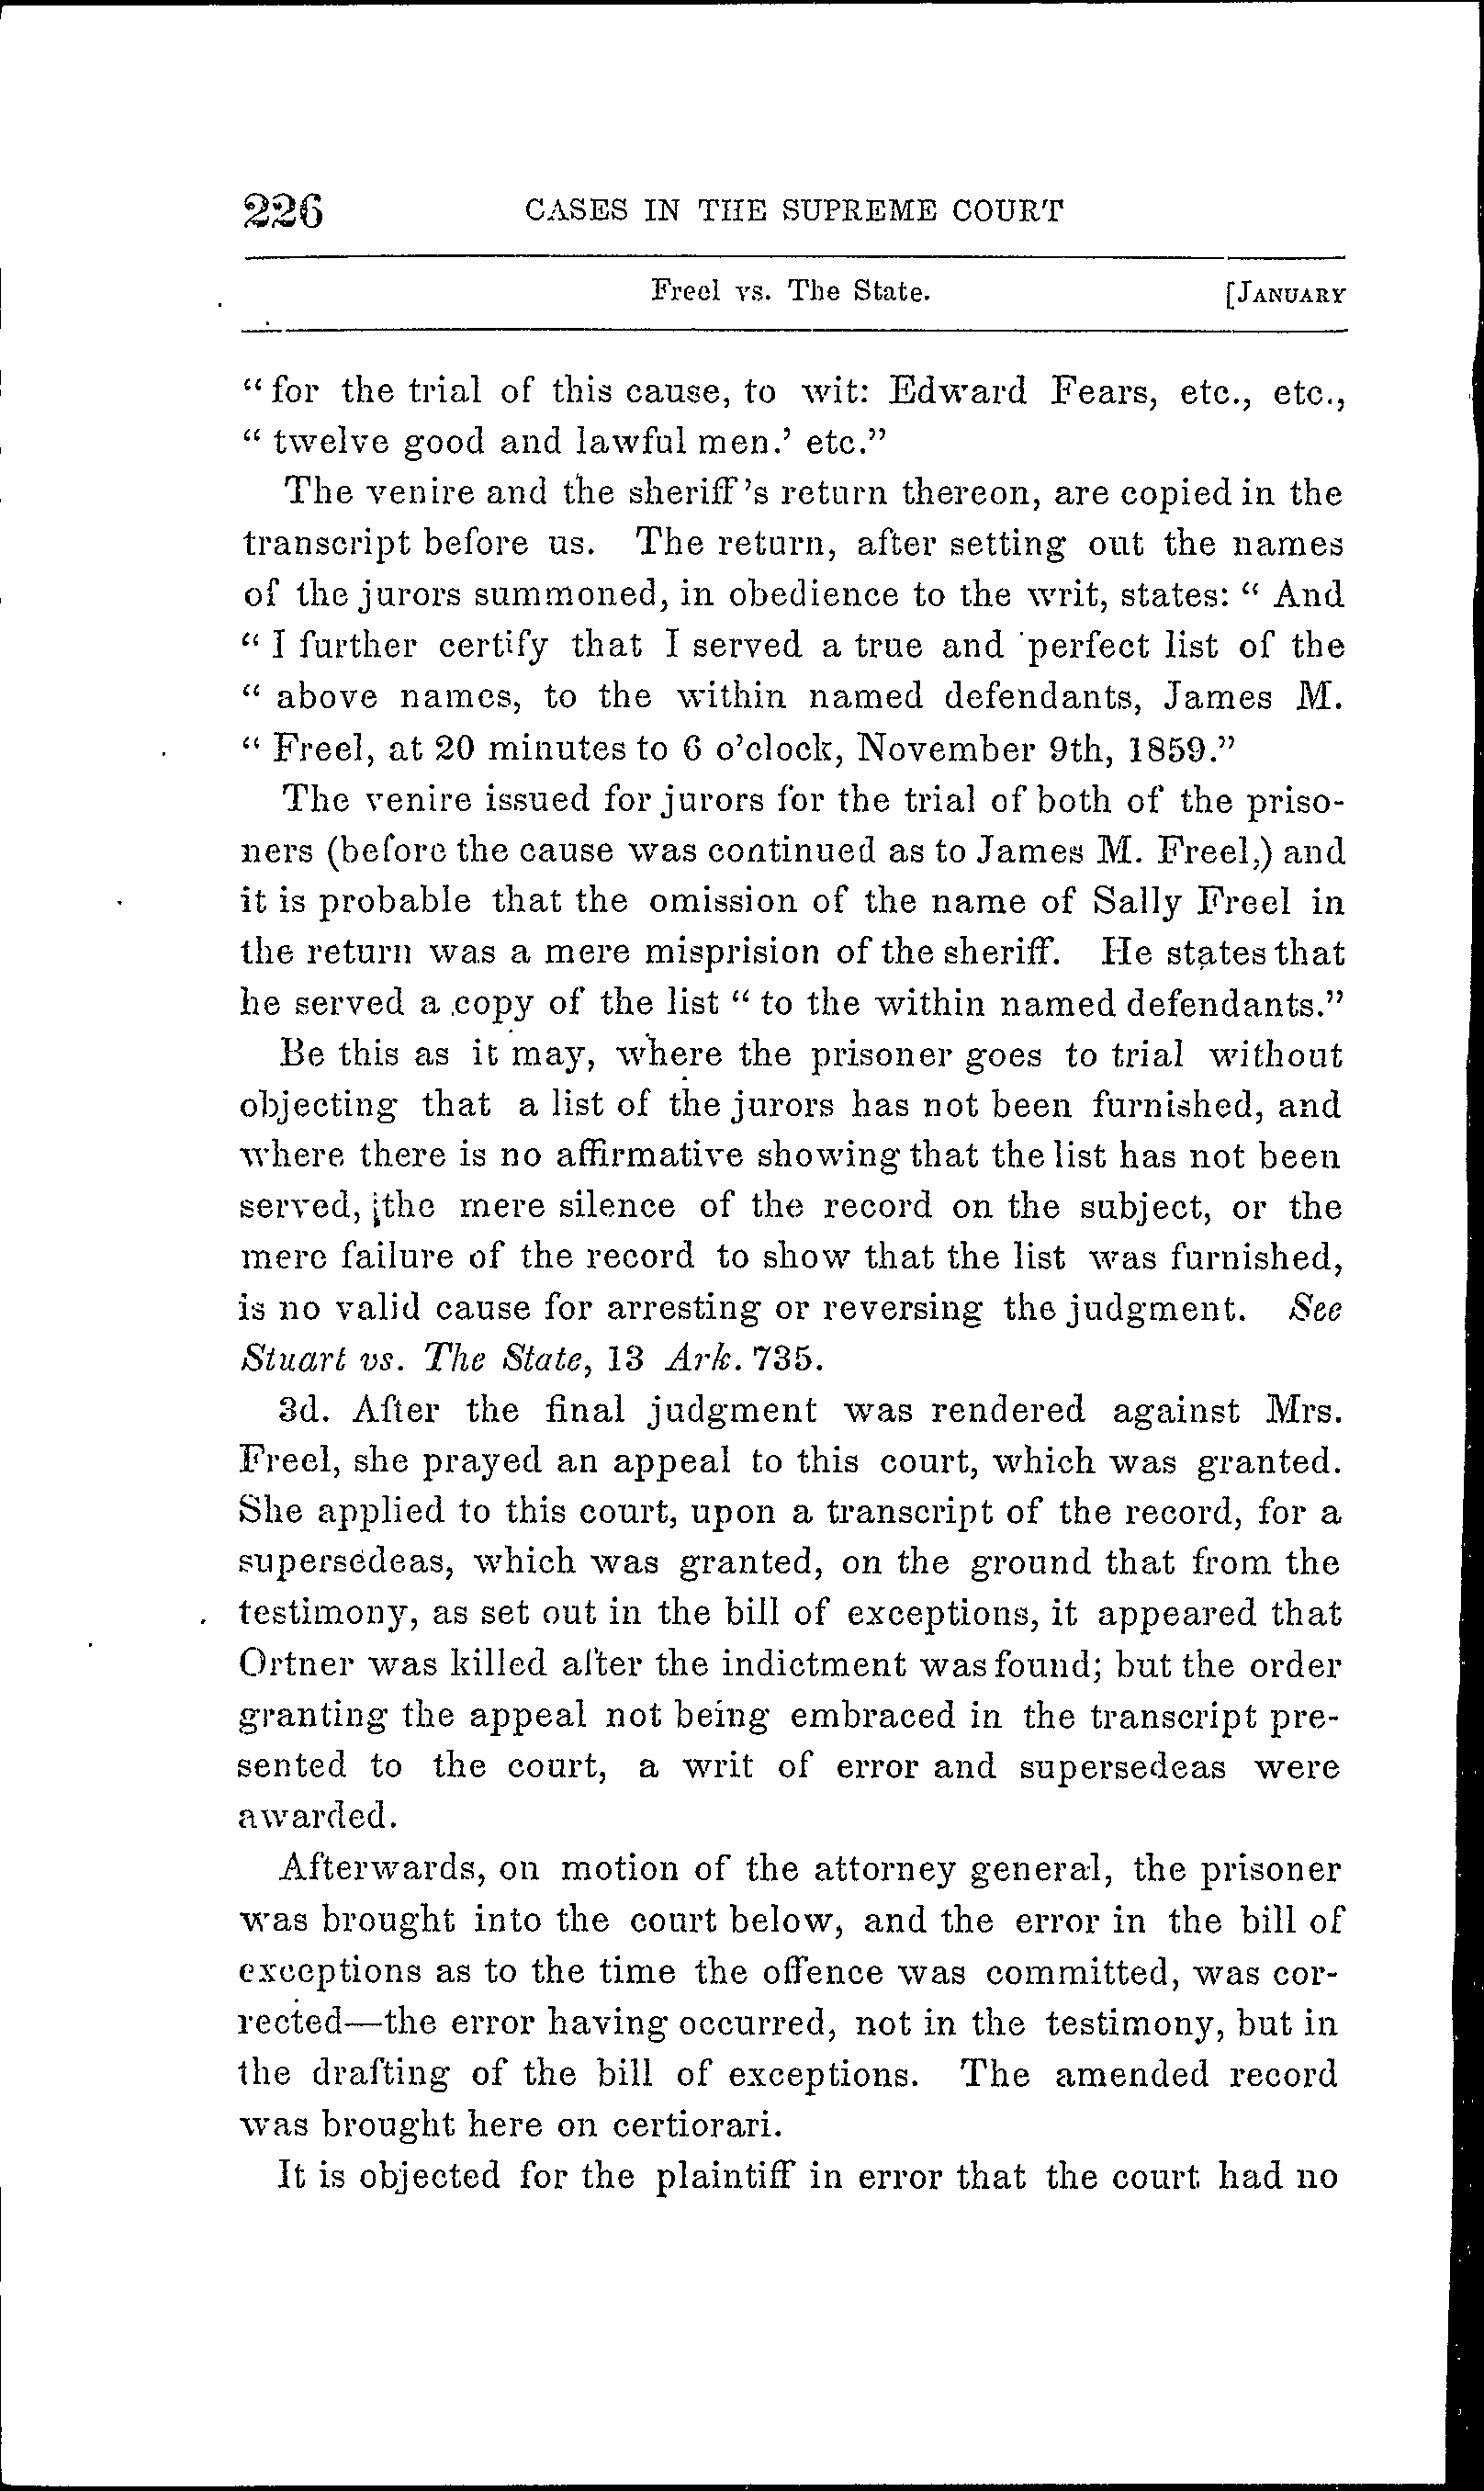 226 CASES IN THE SUPREME COURT
Freel vs. The State. [JANUARY
" for the trial of this cause, to wit: Edward Fears, etc., etc.,
" twelve good and lawful men.' etc."
The venire and the sheriff's return thereon, are copied in the
transcript before us. The return, after setting out the names
of the jurors summoned, in obedience to the writ, states: " And
" I further certify that I served a true and perfect list of the
" above names, to the within named defendants, James M.
" Freel, at 20 minutes to 6 o'clock, November 9th, 1859."
The venire issued for jurors for the trial of both of the priso-
ners (before the cause was continued as to James M. Freel,) and
it is probable that the omission of the name of Sally Freel in
the return was a mere misprision of the sheriff. He states that
he served a copy of the list " to the within named defendants."
Be this as it may, where the prisoner goes to trial without
objecting that a list of the jurors has not been furnished, and
where there is no affirmative showing that the list has not been
served, the mere silence of the record on the subject, or the
mere failure of the record to show that the list was furnished,
is no valid cause for arresting or reversing the judgment. See
Stuart vs. The State, 13 Ark. 735.
3d. After the final judgment was rendered against Mrs.
Freel, she prayed an appeal to this court, which was granted.
She applied to this court, upon a transcript of the record, for a
supersedeas, which was granted, on the ground that from the
testimony, as set out in the bill of exceptions, it appeared that
Ortner was killed after the indictment was found; but the order
granting the appeal not being embraced in the transcript pre-
sented to the court, a writ of error and supersedeas were
awarded.
Afterwards, on motion of the attorney general, the prisoner
was brought into the court below, and the error in the bill of
exceptions as to the time the offence was committed, was cor-
rected—the error having occurred, not in the testimony, but in
the drafting of the bill of exceptions. The amended record
was brought here on certiorari.
It is objected for the plaintiff in error that the court had no